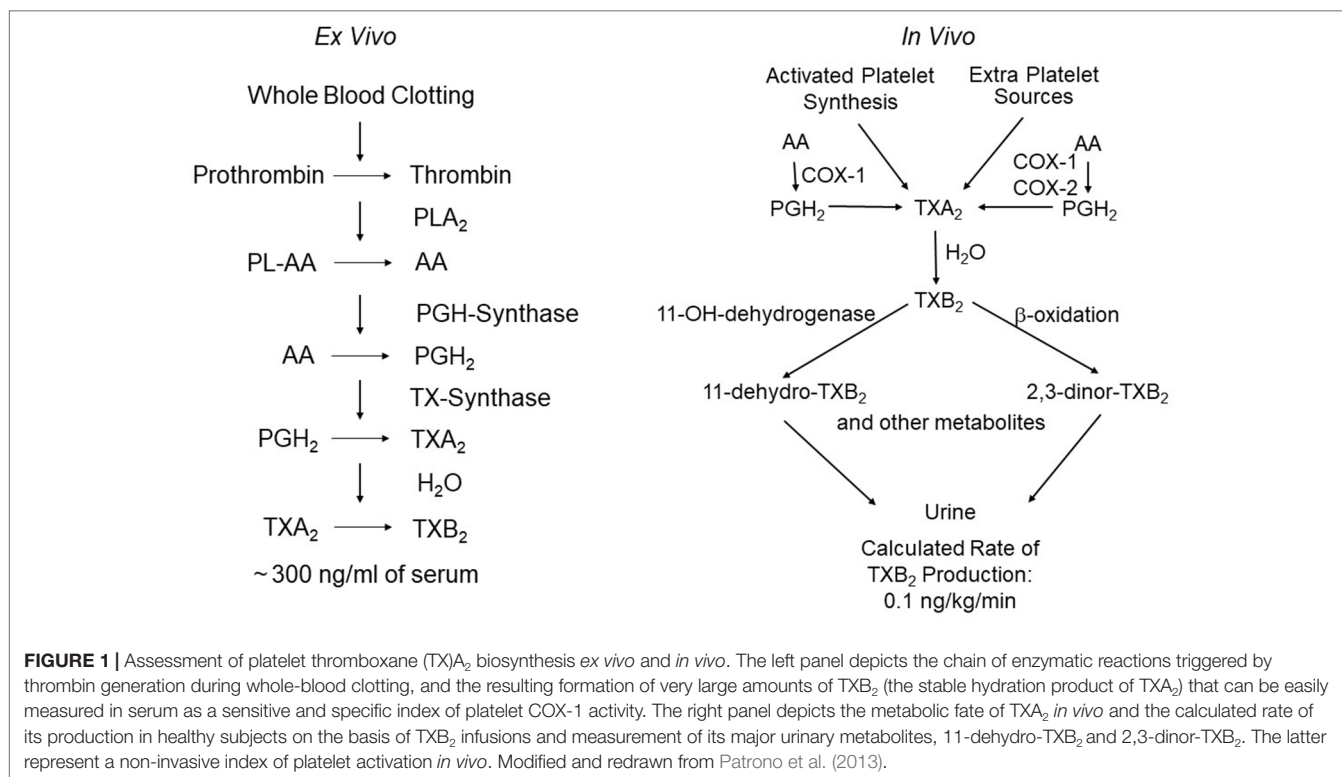 Ex Vivo
Whole Blood Clotting
Prothrombin → Thrombin
PLA₂
PL-AA → AA
PGH-Synthase
AA → PGH₂
TX-Synthase
PGH₂ → TXA₂
H₂O
TXA₂ → TXB₂
~ 300 ng/ml of serum
In Vivo
Activated Platelet
Synthesis
Extra Platelet
Sources
AA
COX-1
PGH₂
TXA₂
AA
COX-1
COX-2
PGH₂
H₂O
TXB₂
11-OH-dehydrogenase
β-oxidation
11-dehydro-TXB₂
2,3-dinor-TXB₂
and other metabolites
Urine
Calculated Rate of
TXB₂ Production:
0.1 ng/kg/min
FIGURE 1 | Assessment of platelet thromboxane (TX)A₂ biosynthesis ex vivo and in vivo. The left panel depicts the chain of enzymatic reactions triggered by
thrombin generation during whole-blood clotting, and the resulting formation of very large amounts of TXB₂ (the stable hydration product of TXA₂) that can be easily
measured in serum as a sensitive and specific index of platelet COX-1 activity. The right panel depicts the metabolic fate of TXA₂ in vivo and the calculated rate of
its production in healthy subjects on the basis of TXB₂ infusions and measurement of its major urinary metabolites, 11-dehydro-TXB₂ and 2,3-dinor-TXB₂. The latter
represent a non-invasive index of platelet activation in vivo. Modified and redrawn from Patrono et al. (2013).